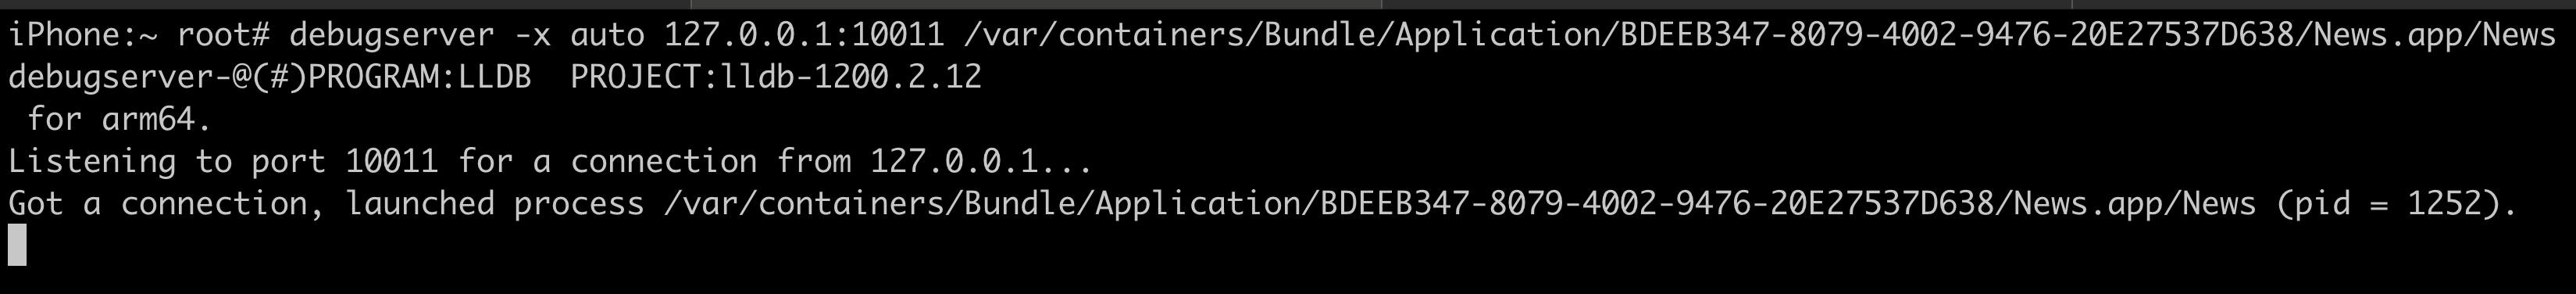 iPhone:~ root# debugserver -x auto 127.0.0.1:10011 /var/containers/Bundle/Application/BDEEB347-8079-4002-9476-20E27537D638/News.app/News
debugserver-@(#)PROGRAM:LLDB  PROJECT:lldb-1200.2.12
 for arm64.
Listening to port 10011 for a connection from 127.0.0.1...
Got a connection, launched process /var/containers/Bundle/Application/BDEEB347-8079-4002-9476-20E27537D638/News.app/News (pid = 1252).